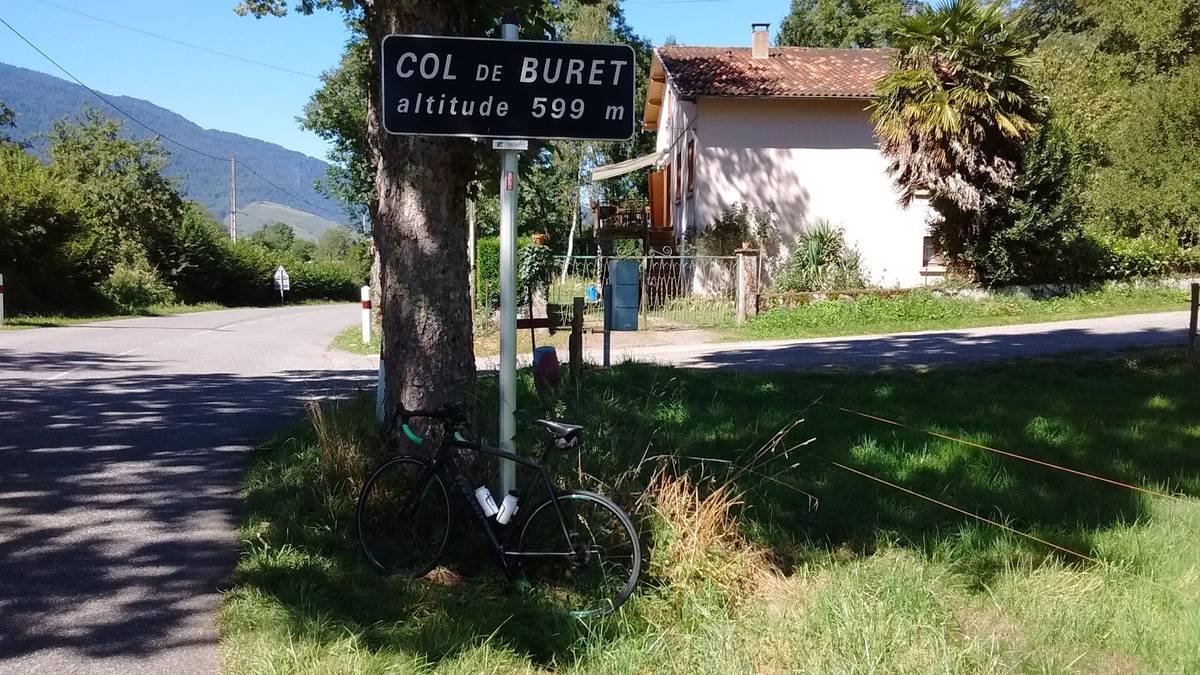 COL DE BURET
altitude 599 m